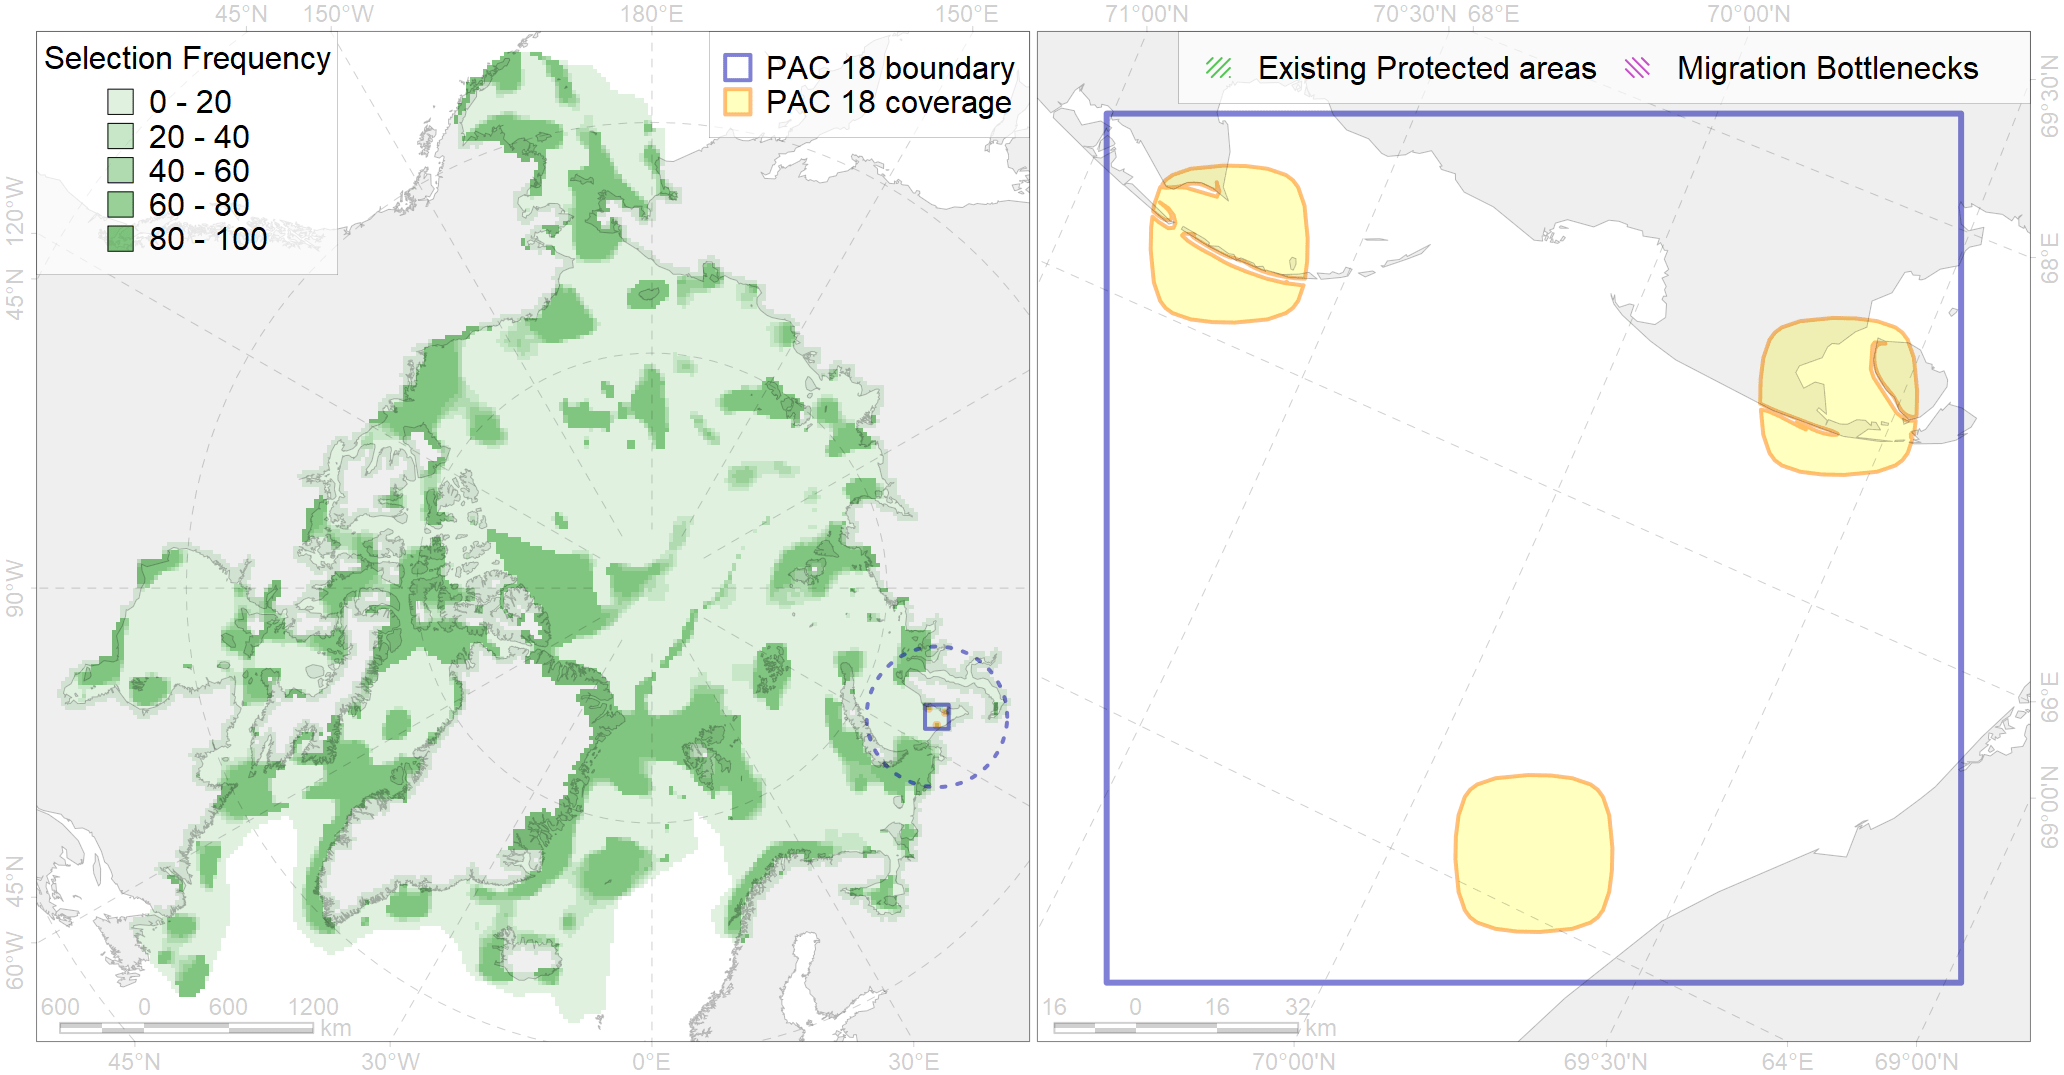 45°N 150°W 180°E 150°E 71°00'N 70°30'N 68°E 70°00'N
Selection Frequency
0 - 20
20 - 40
40 - 60
60 - 80
80 - 100
PAC 18 boundary
PAC 18 coverage
Existing Protected areas
Migration Bottlenecks
120°W
45°N
90°W
45°N
60°W
69°30'N
68°E
66°E
69°00'N
600 0 600 1200
km
16 0 16 32
km
45°N 30°W 0°E 30°E 70°00'N 69°30'N 64°E 69°00'N